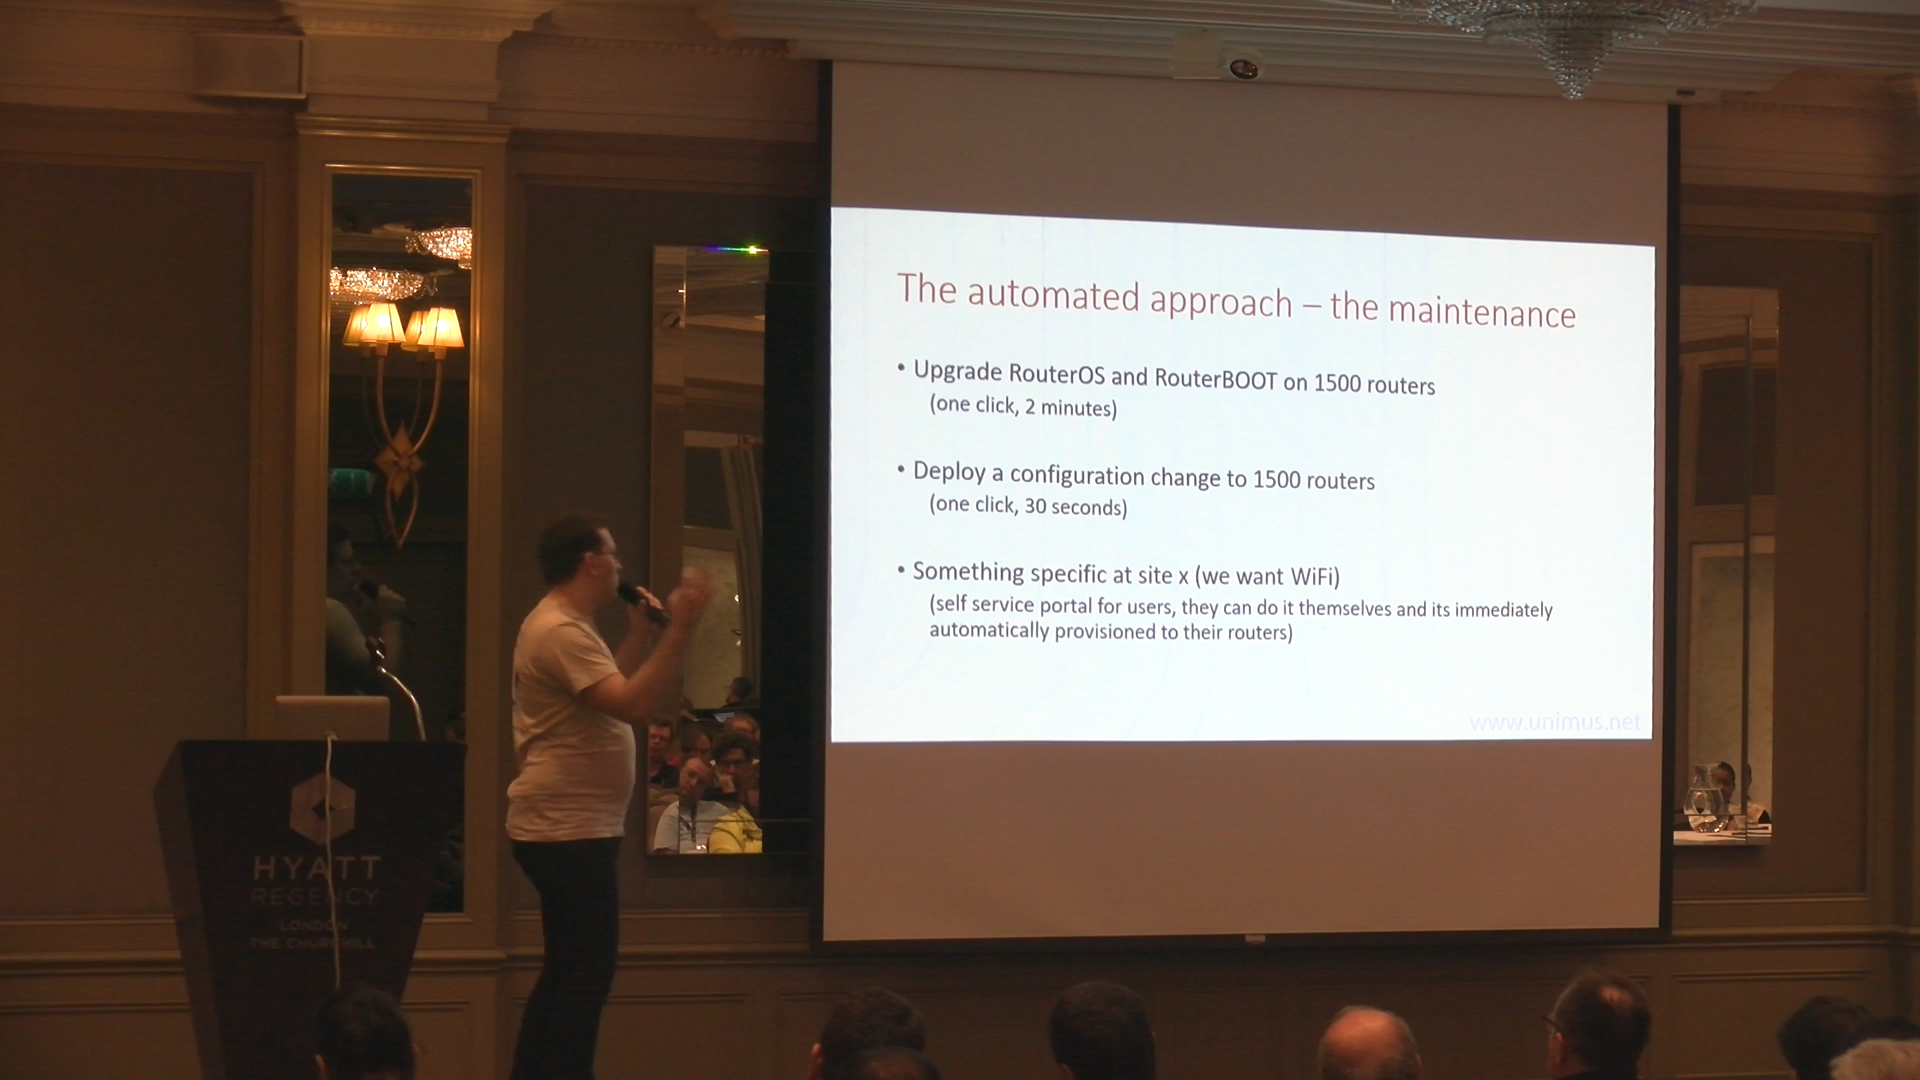 The automated approach – the maintenance
• Upgrade RouterOS and RouterBOOT on 1500 routers
(one click, 2 minutes)
• Deploy a configuration change to 1500 routers
(one click, 30 seconds)
• Something specific at site x (we want WiFi)
(self service portal for users, they can do it themselves and its immediately
automatically provisioned to their routers)
www.unimus.net
HYATT
REGENCY
LONDON
THE CHURCHILL